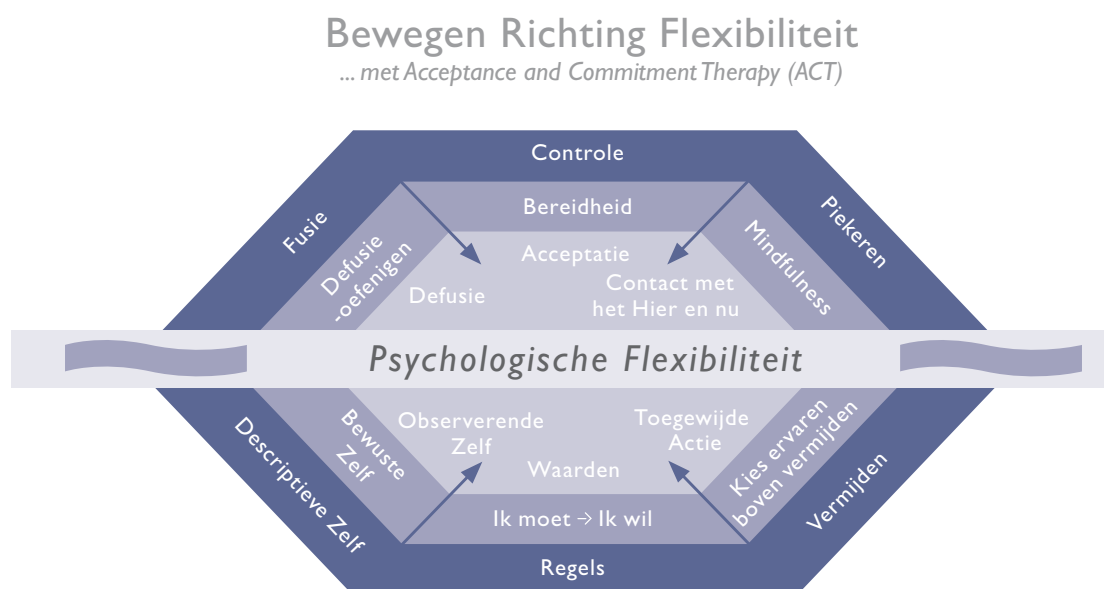 Bewegen Richting Flexibiliteit
... met Acceptance and Commitment Therapy (ACT)
Controle
Fusie
Piekeren
Bereidheid
Defusie
-oefenigen
Mindfulness
Acceptatie
Defusie
Contact met
het Hier en nu
Psychologische Flexibiliteit
Observerende
Zelf
Toegewijde
Actie
Waarden
Bewuste
Zelf
Kies ervaren
boven vermijden
Descriptieve Zelf
Vermijden
Ik moet → Ik wil
Regels